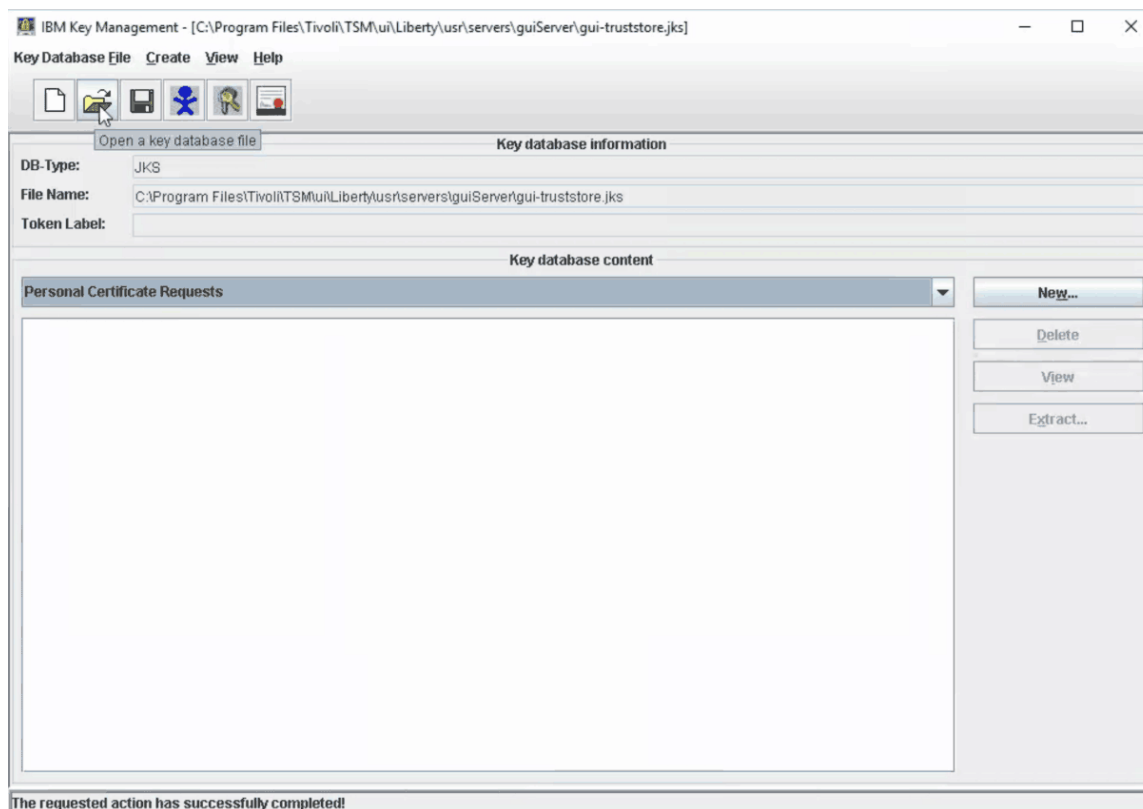 IBM Key Management - [C:\Program Files\Tivoli\TSM\ui\Liberty\usr\servers\guiServer\gui-truststore.jks]
Key Database File Create View Help
Open a key database file
Key database information
DB-Type: JKS
File Name: C:\Program Files\Tivoli\TSM\ui\Liberty\usr\servers\guiServer\gui-truststore.jks
Token Label:
Key database content
Personal Certificate Requests
New...
Delete
View
Extract...
The requested action has successfully completed!